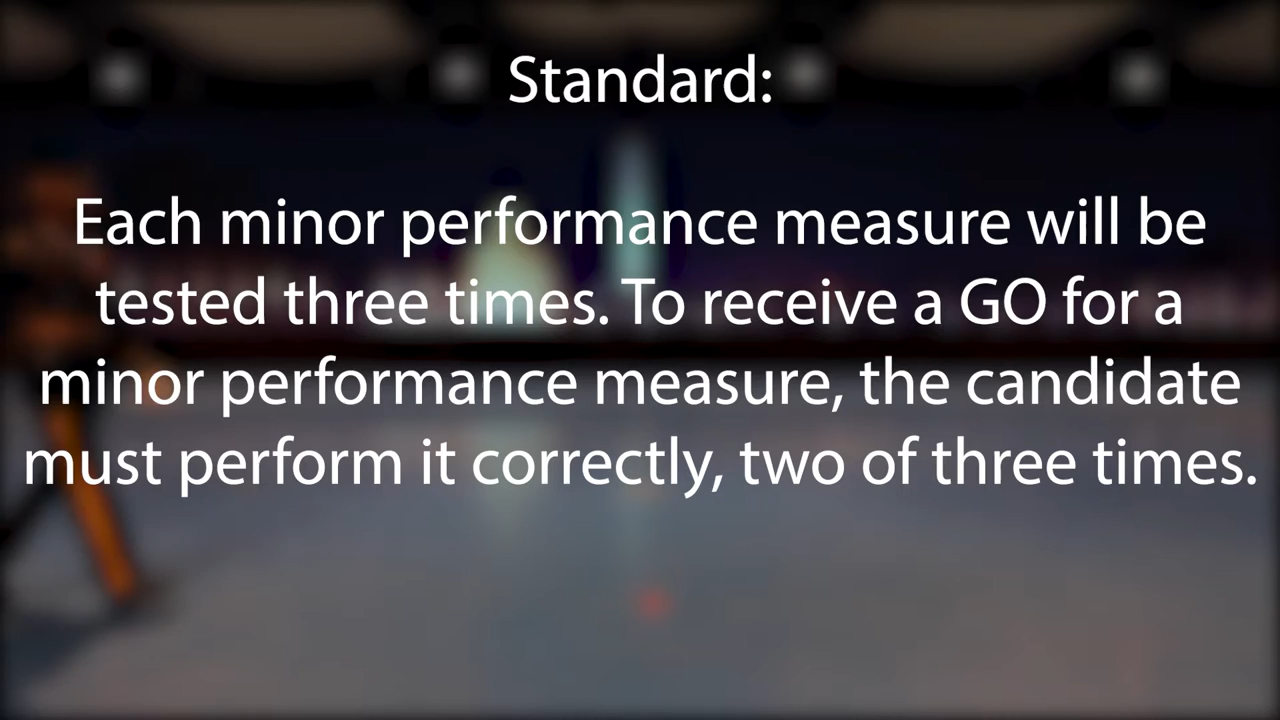 Standard:
Each minor performance measure will be
tested three times. To receive a GO for a
minor performance measure, the candidate
must perform it correctly, two of three times.